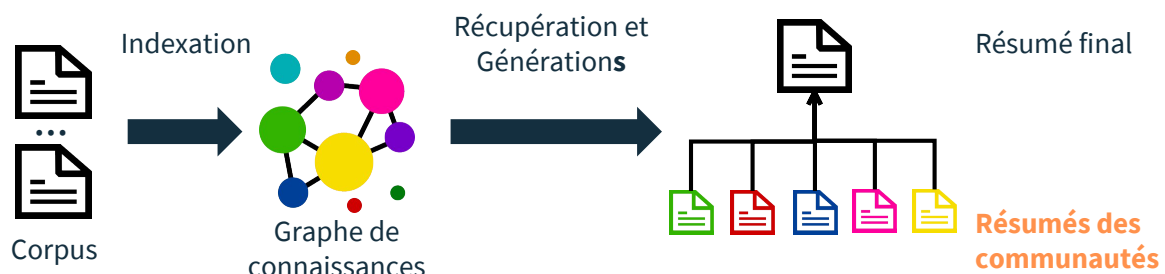 Indexation
Récupération et
Générations
Résumé final
Corpus
Graphe de
connaissances
Résumés des
communautés